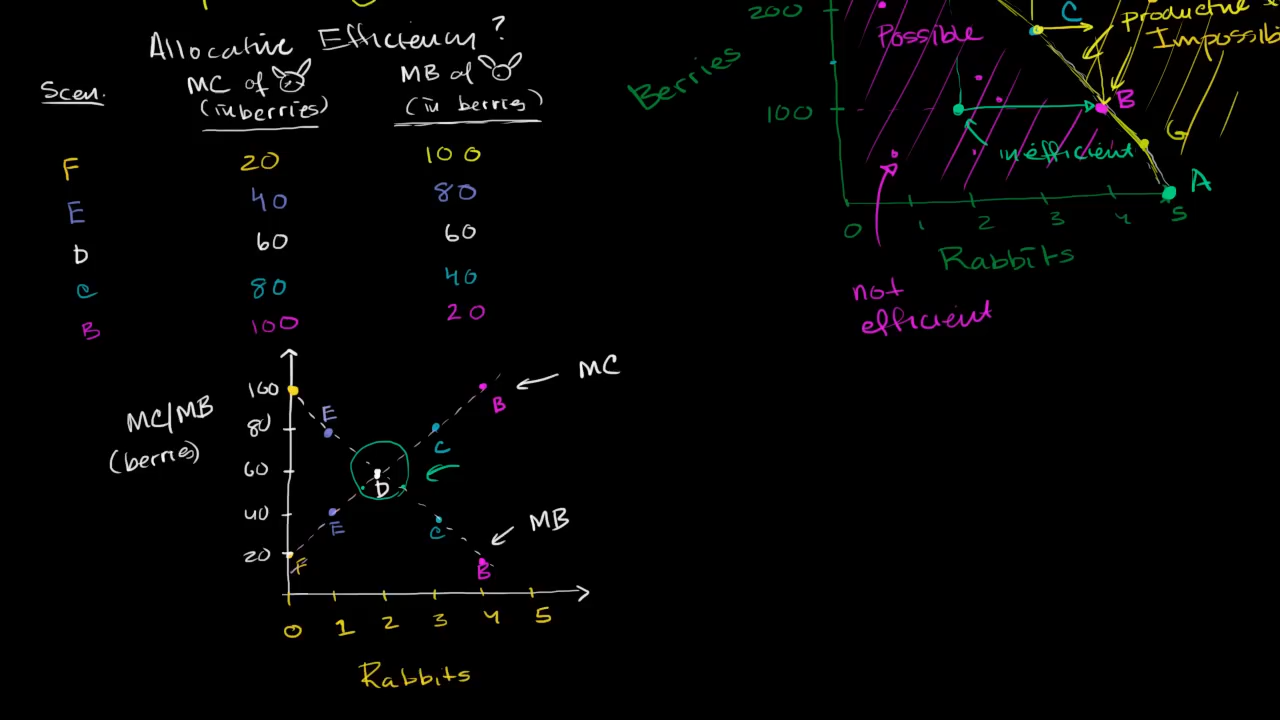 Allocative Efficiency?
Scen.
MC of
(in berries)
MB of
(in berries)
F 20 100
E 40 80
D 60 60
C 80 40
B 100 20
MC/MB
(berries)
100
80
60
40
20
E
D
C
B
F
E
C
B
MC
MB
0 1 2 3 4 5
Rabbits
200
Berries
100
Possible
C
productive
Impossib
B
G
inefficient
A
0 1 2 3 4 5
Rabbits
not
efficient